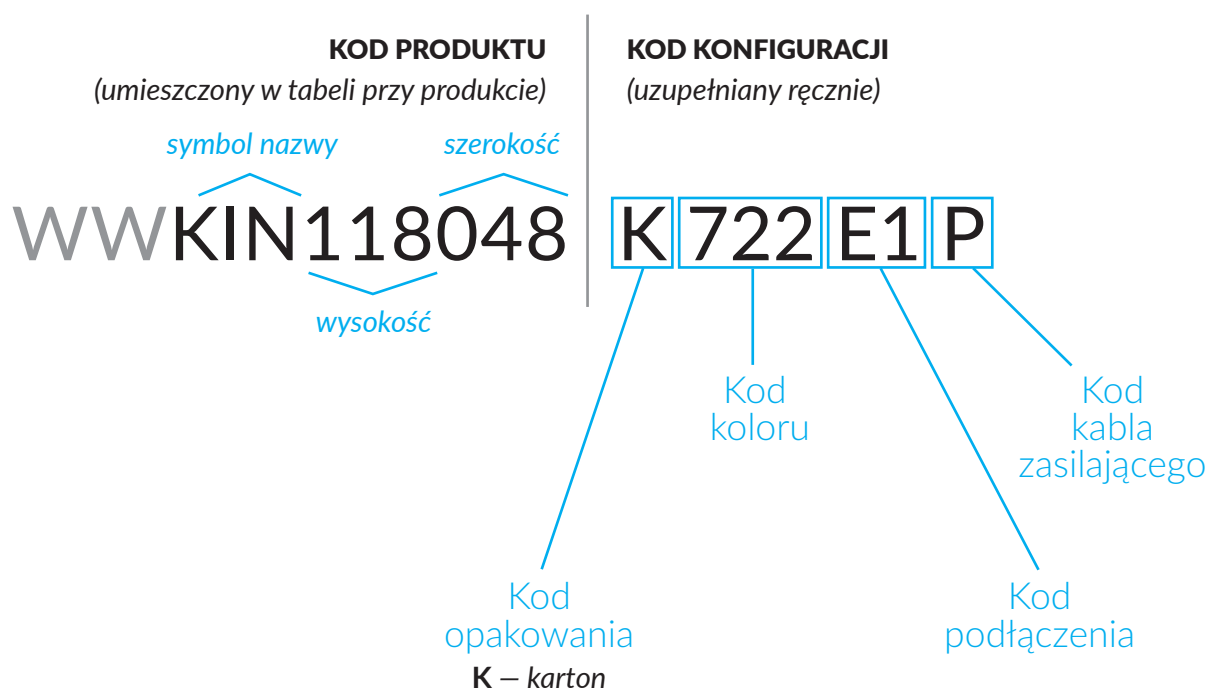 KOD PRODUKTU
(umieszczony w tabeli przy produkcie)
KOD KONFIGURACJI
(uzupełniany ręcznie)
symbol nazwy
szerokość
WWKIN118048 K 722 E1 P
wysokość
Kod
koloru
Kod
kabla
zasilającego
Kod
opakowania
K – karton
Kod
podłączenia